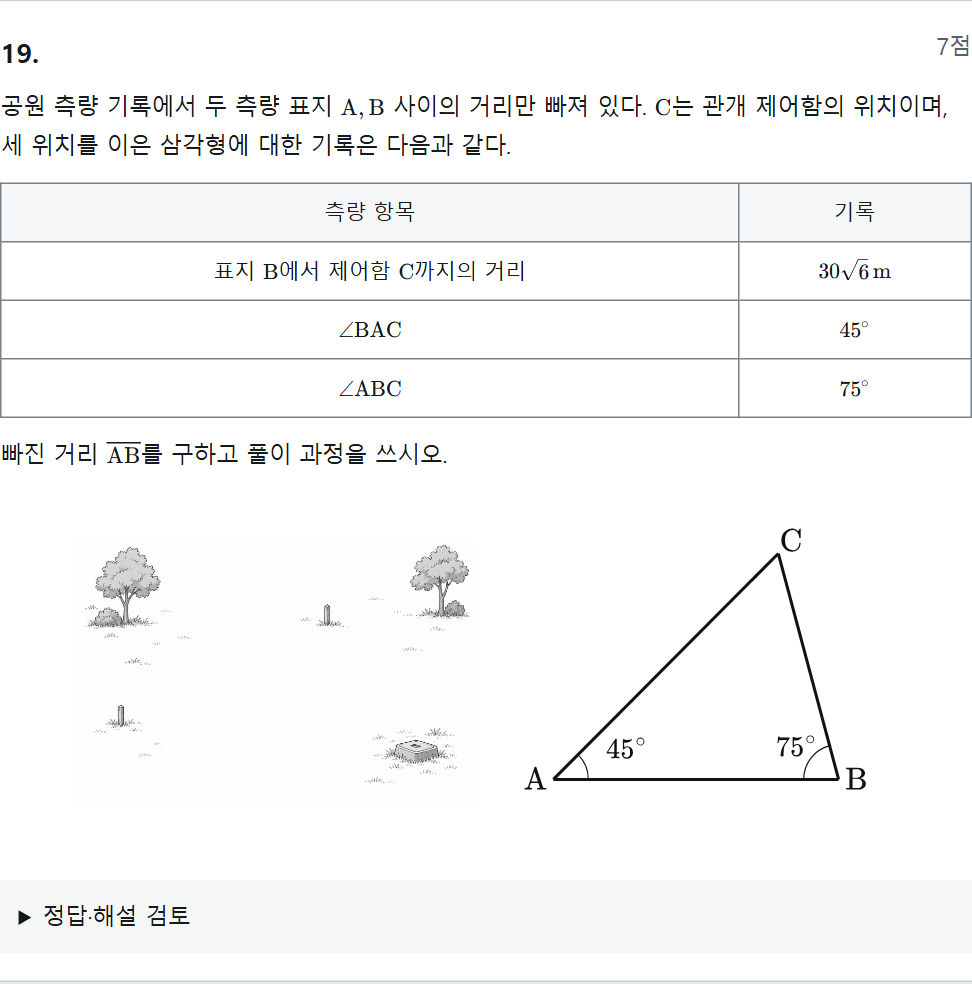 19.
7점
공원 측량 기록에서 두 측량 표지 A, B 사이의 거리만 빠져 있다. C는 관개 제어함의 위치이며,
세 위치를 이은 삼각형에 대한 기록은 다음과 같다.
측량 항목 기록
표지 B에서 제어함 C까지의 거리 30√6 m
∠BAC 45°
∠ABC 75°
빠진 거리 A̅B̅를 구하고 풀이 과정을 쓰시오.
C
45° 75°
A B
▶ 정답·해설 검토